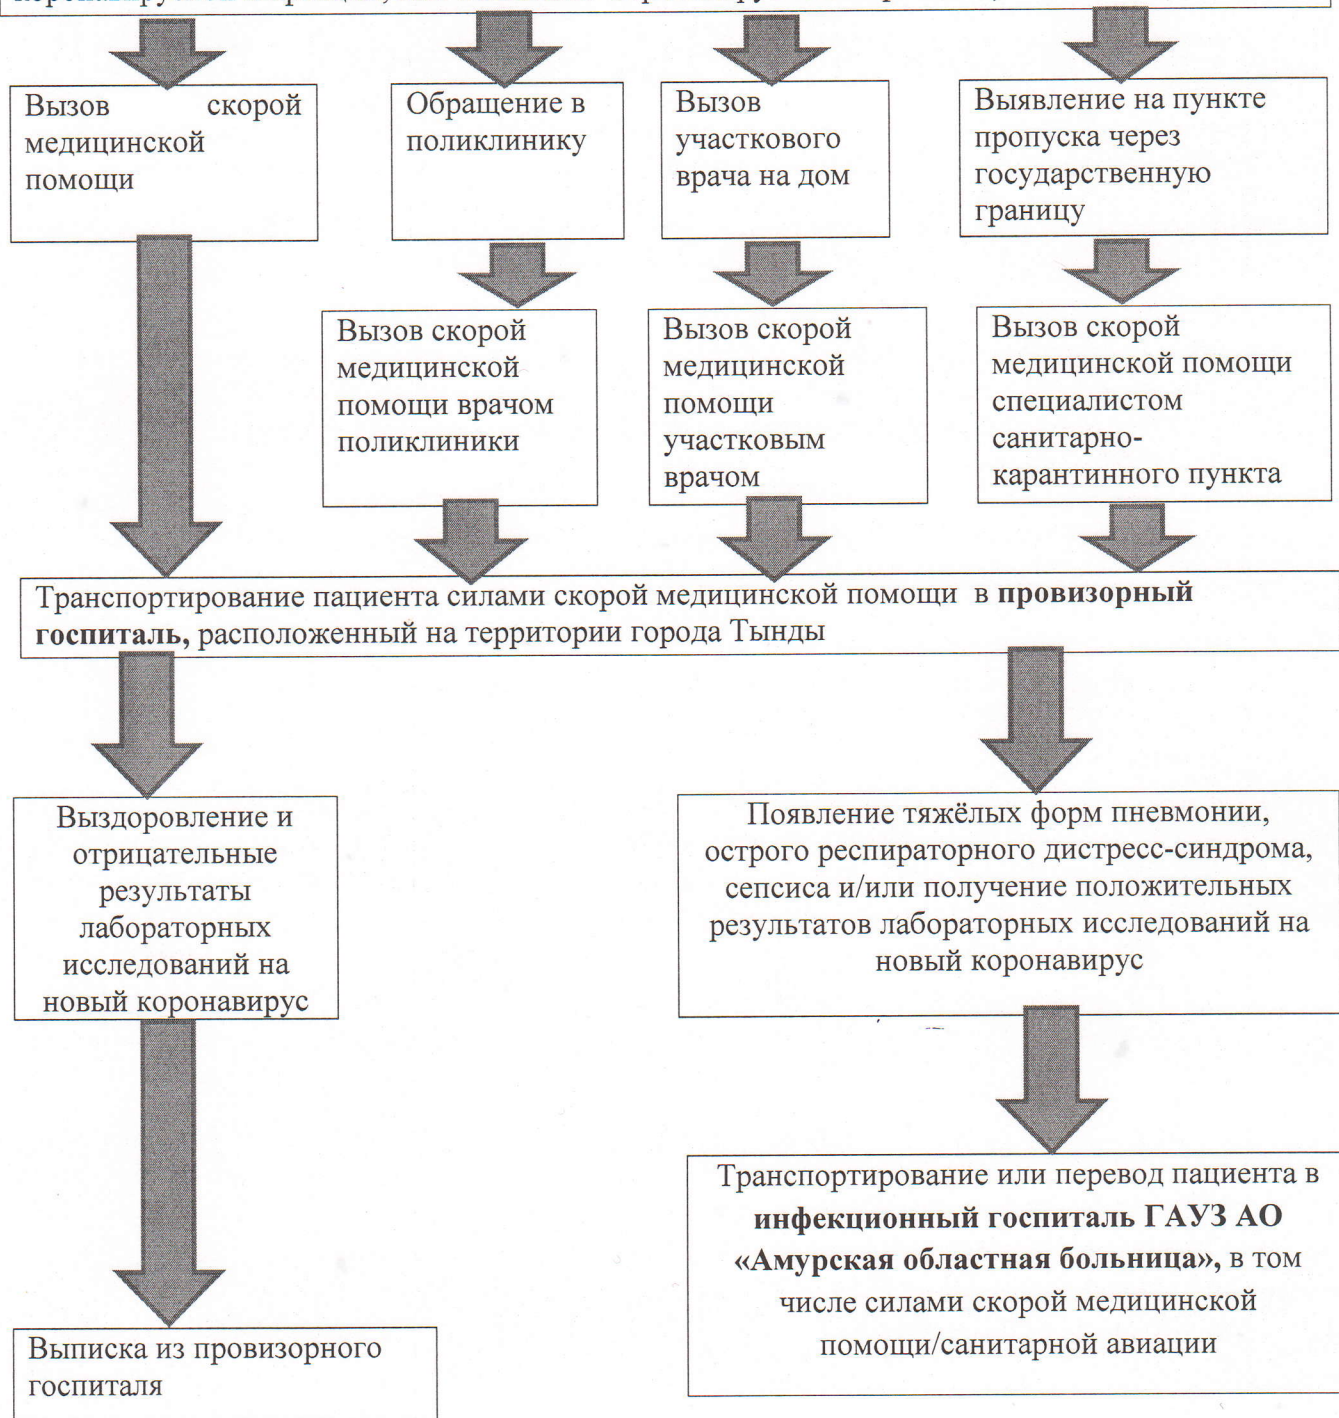 Вызов скорой
медицинской
помощи
Обращение в
поликлинику
Вызов
участкового
врача на дом
Выявление на пункте
пропуска через
государственную
границу
Вызов скорой
медицинской
помощи врачом
поликлиники
Вызов скорой
медицинской
помощи
участковым
врачом
Вызов скорой
медицинской помощи
специалистом
санитарно-
карантинного пункта
Транспортирование пациента силами скорой медицинской помощи в провизорный
госпиталь, расположенный на территории города Тынды
Выздоровление и
отрицательные
результаты
лабораторных
исследований на
новый коронавирус
Появление тяжёлых форм пневмонии,
острого респираторного дистресс-синдрома,
сепсиса и/или получение положительных
результатов лабораторных исследований на
новый коронавирус
Транспортирование или перевод пациента в
инфекционный госпиталь ГАУЗ АО
«Амурская областная больница», в том
числе силами скорой медицинской
помощи/санитарной авиации
Выписка из провизорного
госпиталя